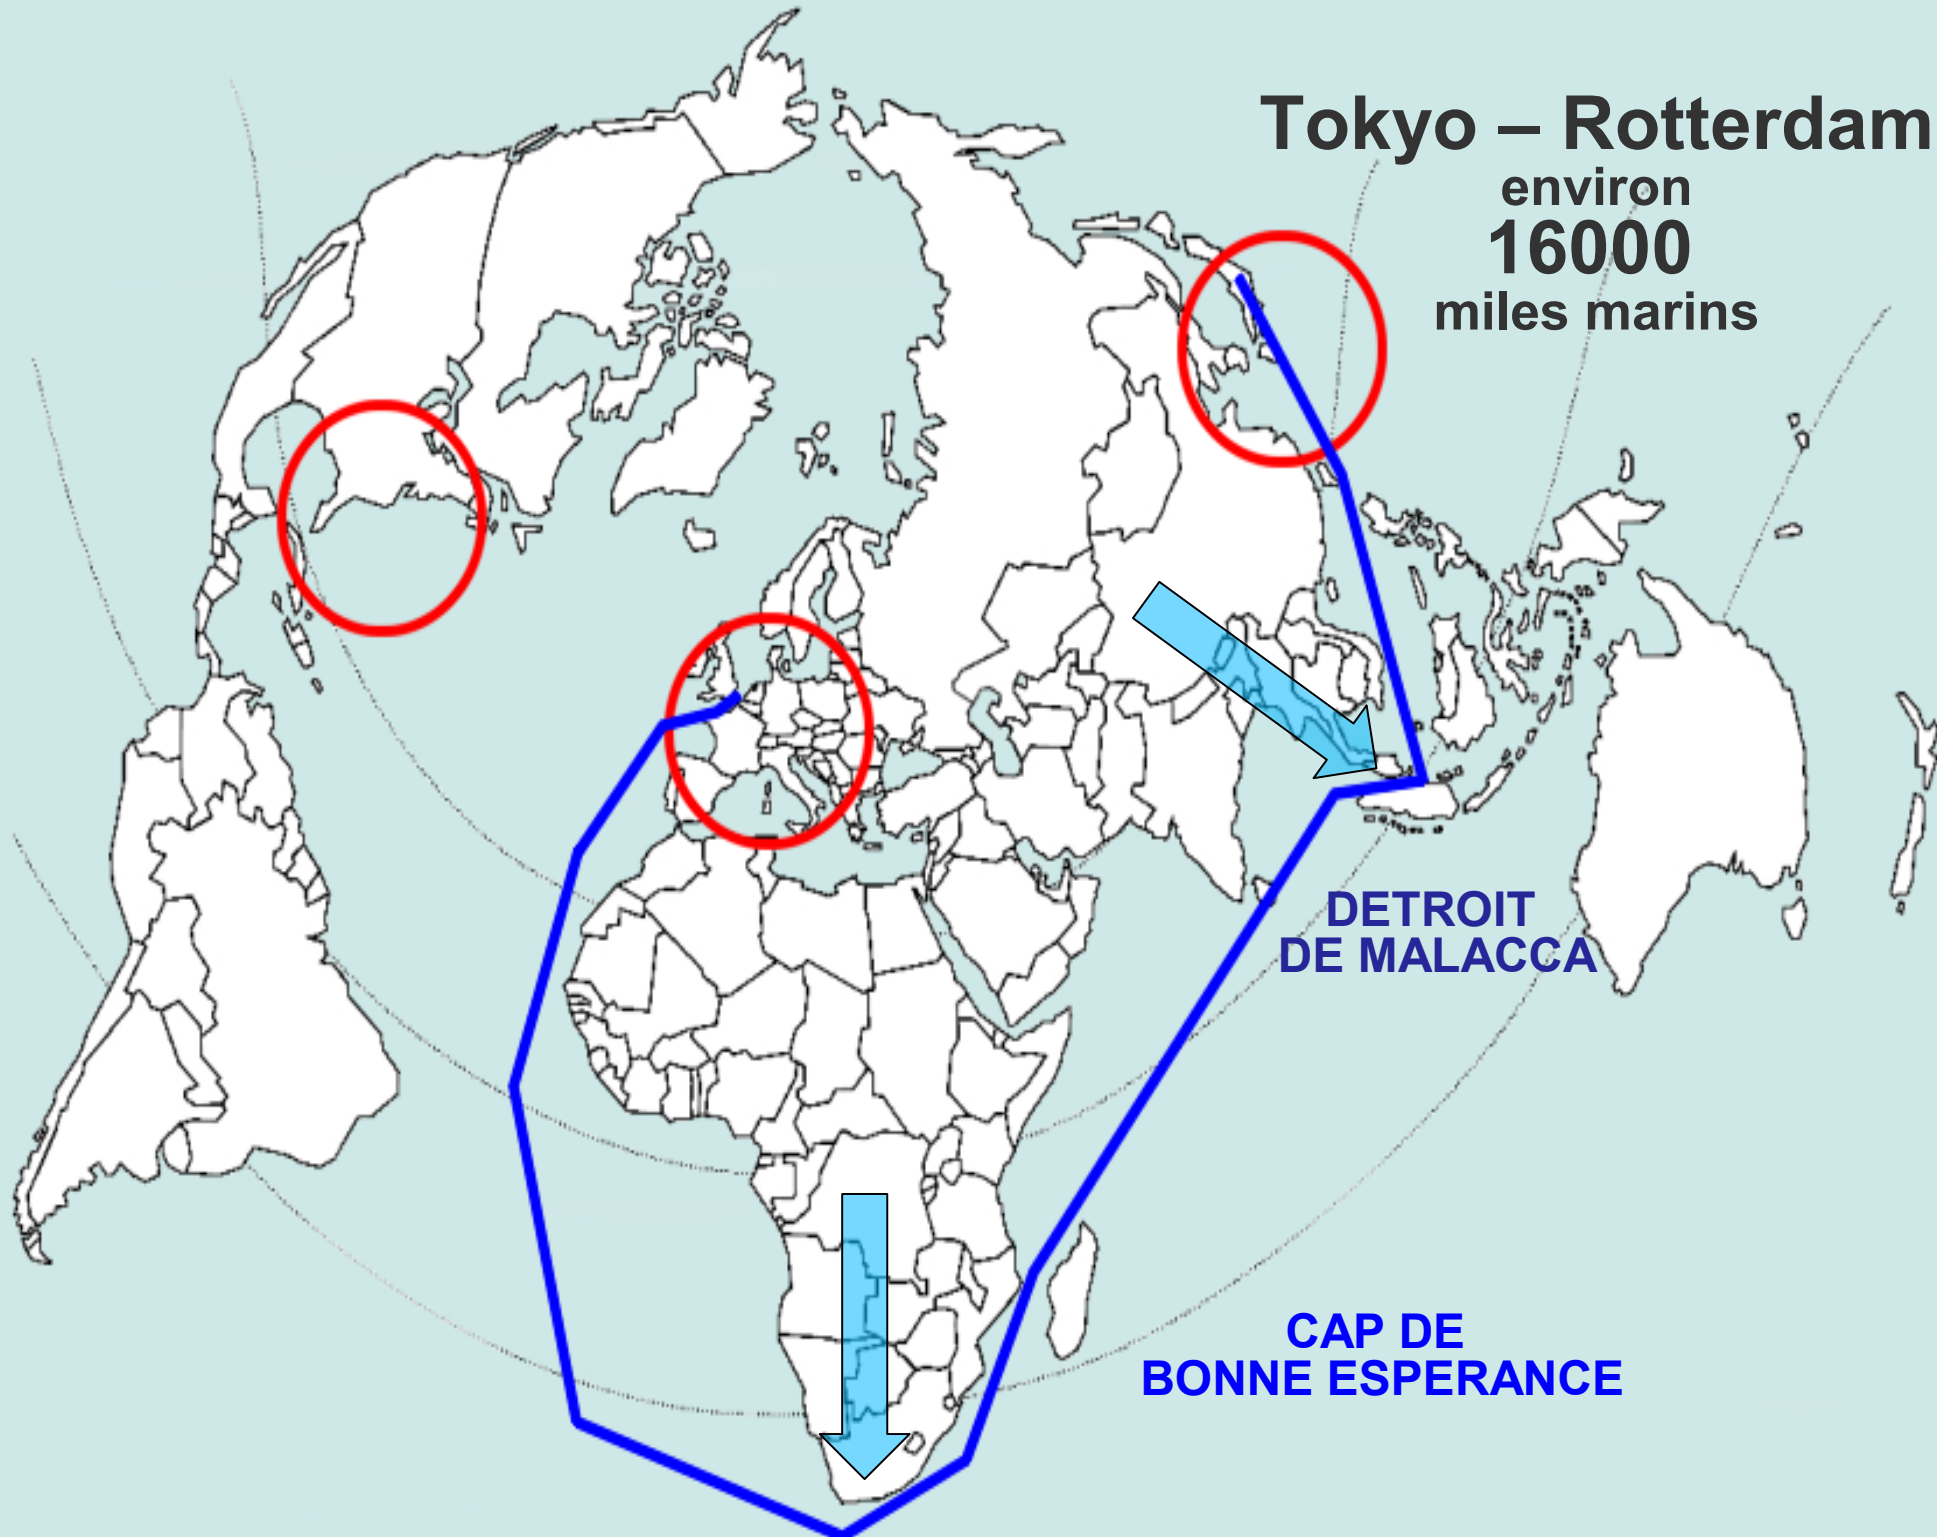 Tokyo – Rotterdam
environ
16000
miles marins
DETROIT
DE MALACCA
CAP DE
BONNE ESPERANCE